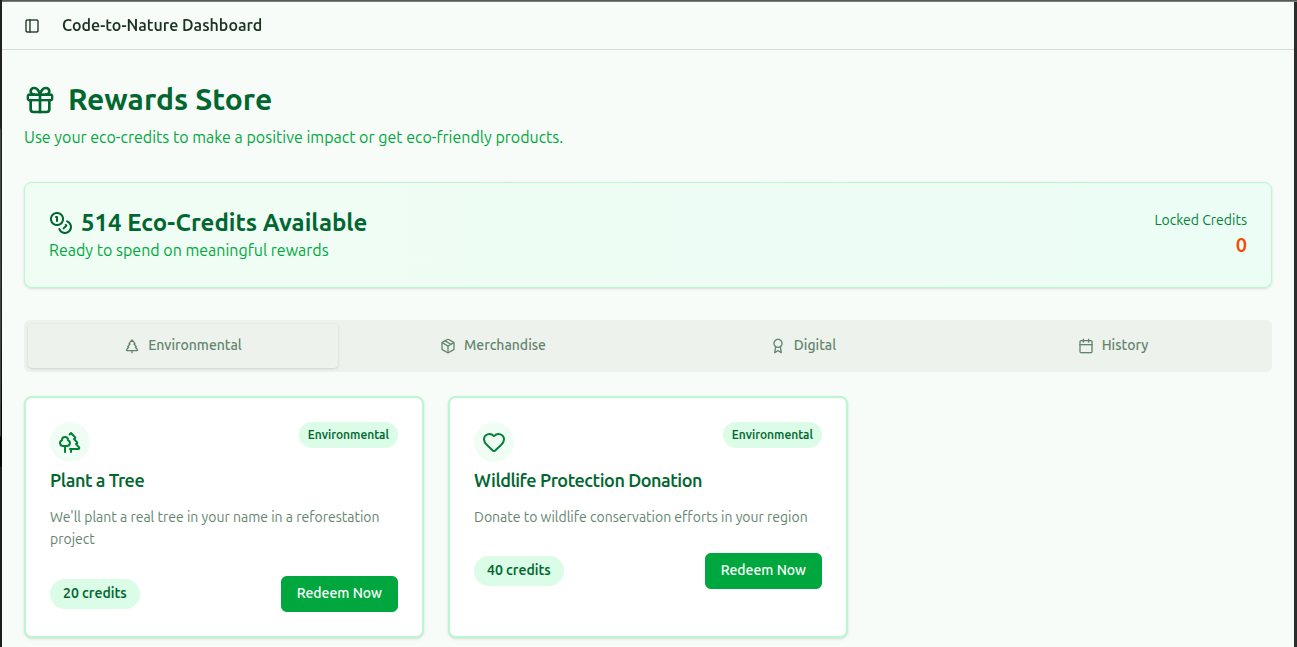 Code-to-Nature Dashboard
Rewards Store
Use your eco-credits to make a positive impact or get eco-friendly products.
514 Eco-Credits Available
Ready to spend on meaningful rewards
Locked Credits
0
Environmental
Merchandise
Digital
History
Environmental
Plant a Tree
We'll plant a real tree in your name in a reforestation
project
20 credits
Redeem Now
Environmental
Wildlife Protection Donation
Donate to wildlife conservation efforts in your region
40 credits
Redeem Now